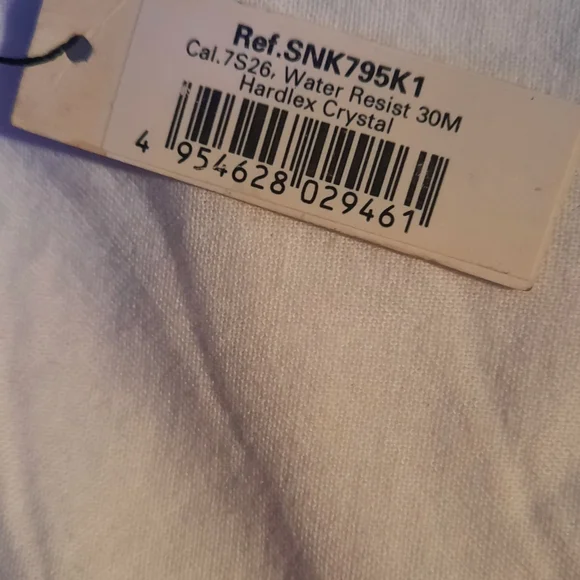 Ref.SNK795K1
Cal.7S26, Water Resist 30M
Hardlex Crystal
4 954628 029461